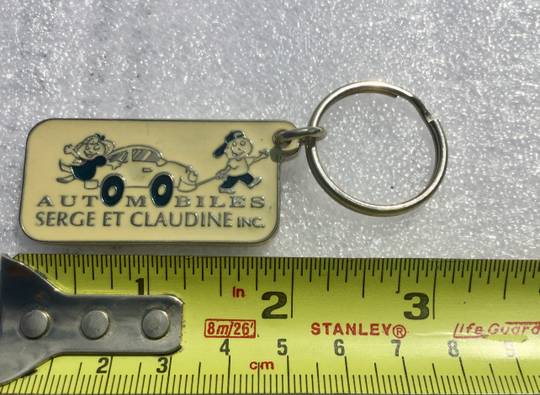 AUTOMOBILES
SERGE ET CLAUDINE INC.
1 in 2 3
8m/26' STANLEY® Life Guard
2 3 4 5 6 7 8 9
cm